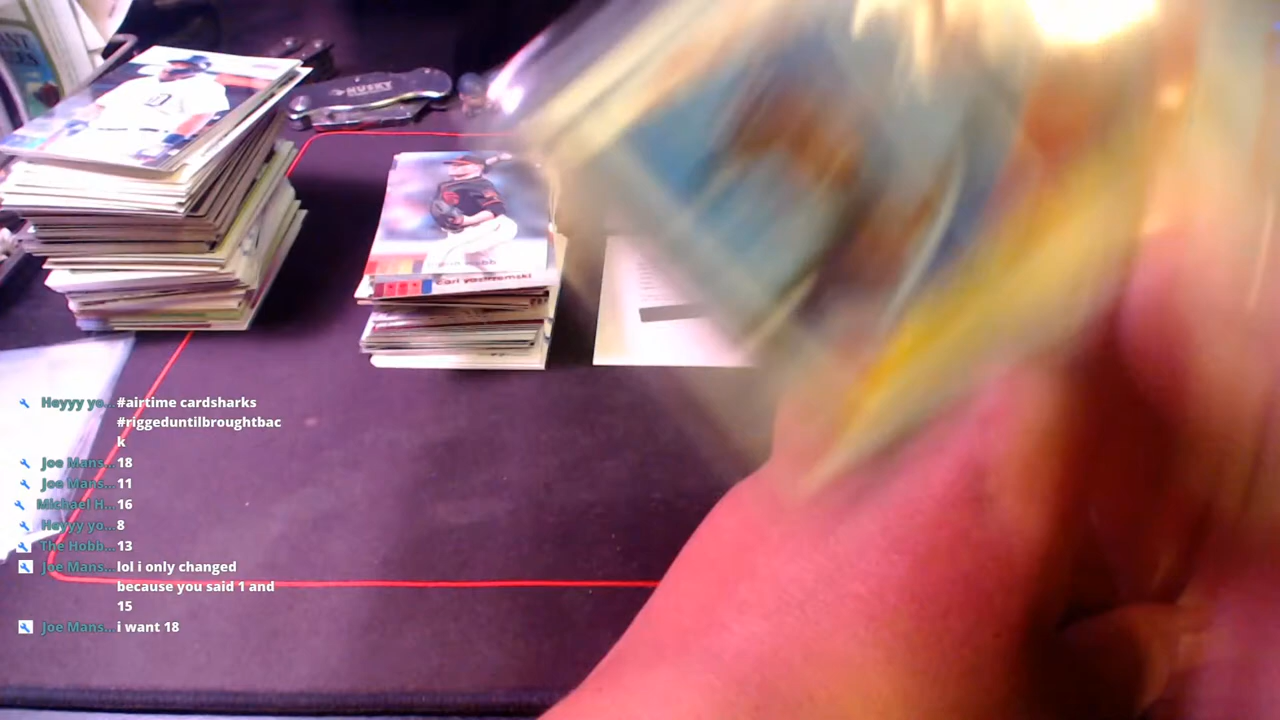 HUSKY
carl yastrzemski
Heyyy yo... #airtime cardsharks
#riggeduntilbroughtbac
k
Joe Mans... 18
Joe Mans... 11
Michael H... 16
Heyyy yo... 8
The Hobb... 13
Joe Mans... lol i only changed
because you said 1 and
15
Joe Mans... i want 18